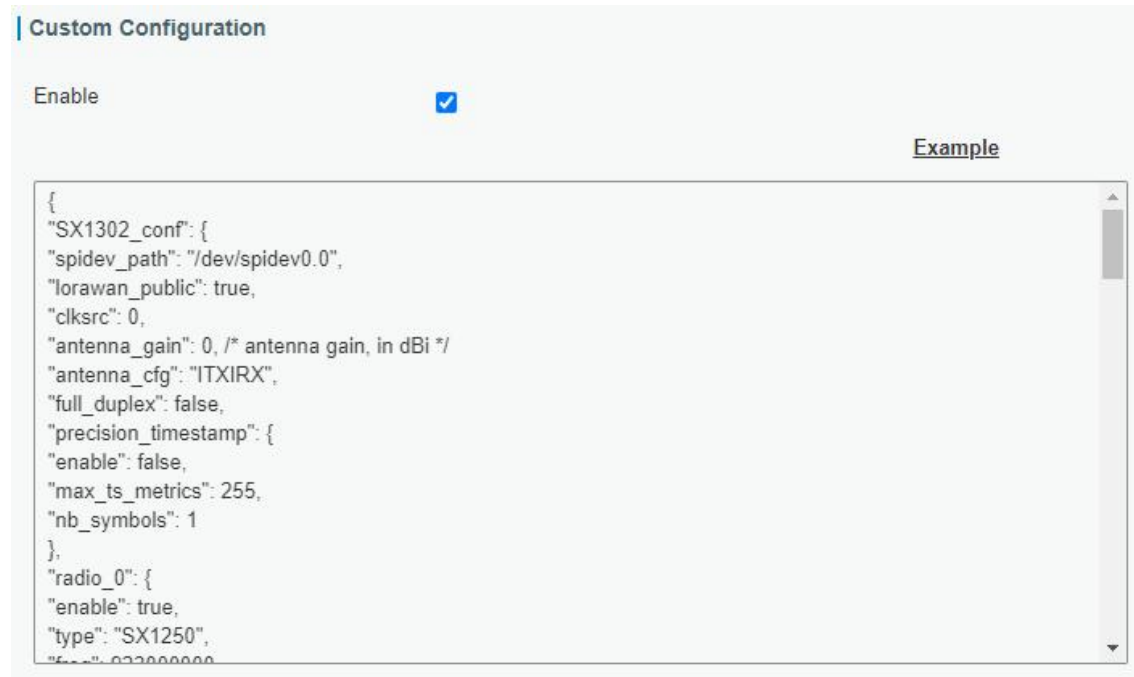 Custom Configuration
Enable
Example
{
"SX1302_conf": {
"spidev_path": "/dev/spidev0.0",
"lorawan_public": true,
"clksrc": 0,
"antenna_gain": 0, /* antenna gain, in dBi */
"antenna_cfg": "ITXIRX",
"full_duplex": false,
"precision_timestamp": {
"enable": false,
"max_ts_metrics": 255,
"nb_symbols": 1
},
"radio_0": {
"enable": true,
"type": "SX1250",